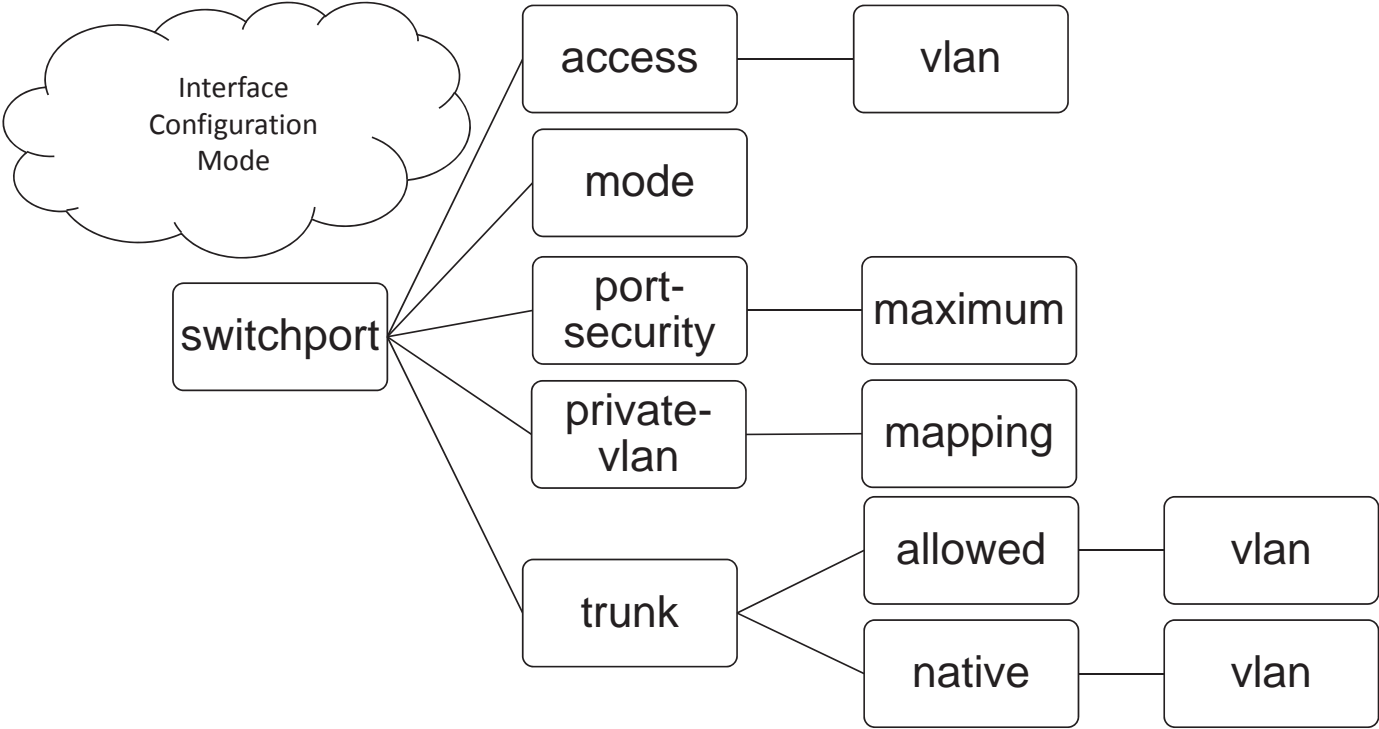 Interface
Configuration
Mode
switchport
access
vlan
mode
port-
security
maximum
private-
vlan
mapping
trunk
allowed
vlan
native
vlan